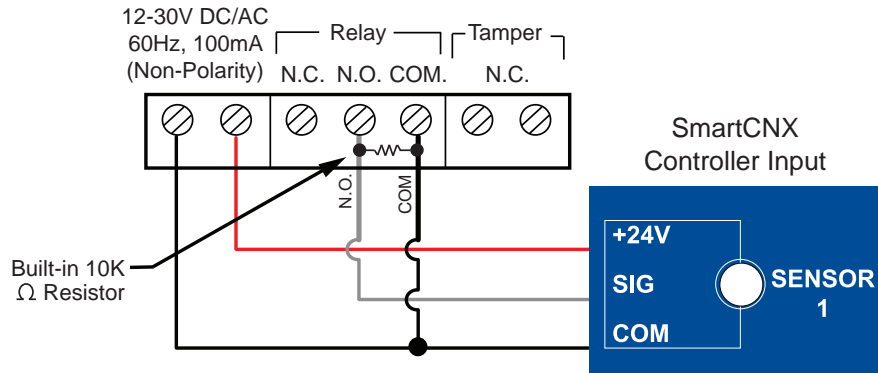 12-30V DC/AC
60Hz, 100mA
(Non-Polarity)
Relay
N.C. N.O. COM.
Tamper
N.C.
N.O.
COM
Built-in 10K
Ω Resistor
SmartCNX
Controller Input
+24V
SIG
COM
SENSOR
1